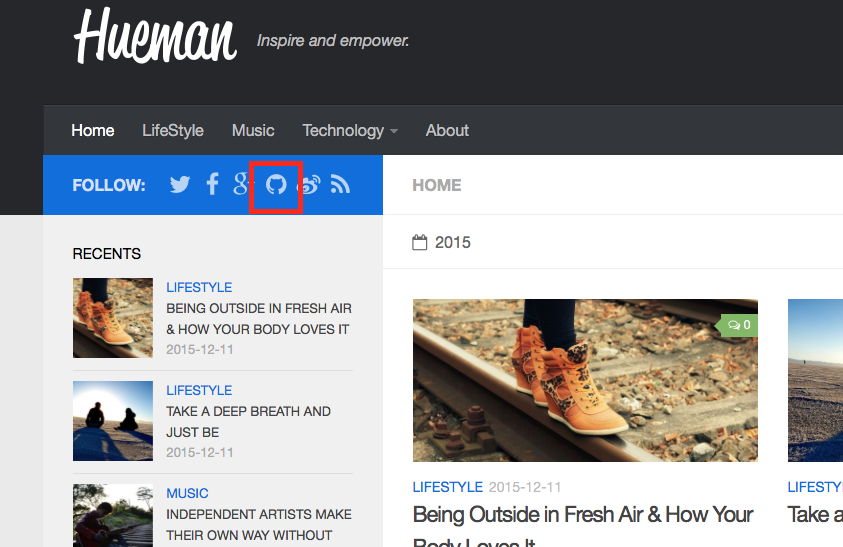 Hueman
Inspire and empower.
Home LifeStyle Music Technology About
FOLLOW:
HOME
2015
RECENTS
LIFESTYLE
BEING OUTSIDE IN FRESH AIR
& HOW YOUR BODY LOVES IT
2015-12-11
LIFESTYLE
TAKE A DEEP BREATH AND
JUST BE
2015-12-11
MUSIC
INDEPENDENT ARTISTS MAKE
THEIR OWN WAY WITHOUT
0
LIFESTYLE 2015-12-11
Being Outside in Fresh Air & How Your
Body Loves It
LIFESTY
Take a